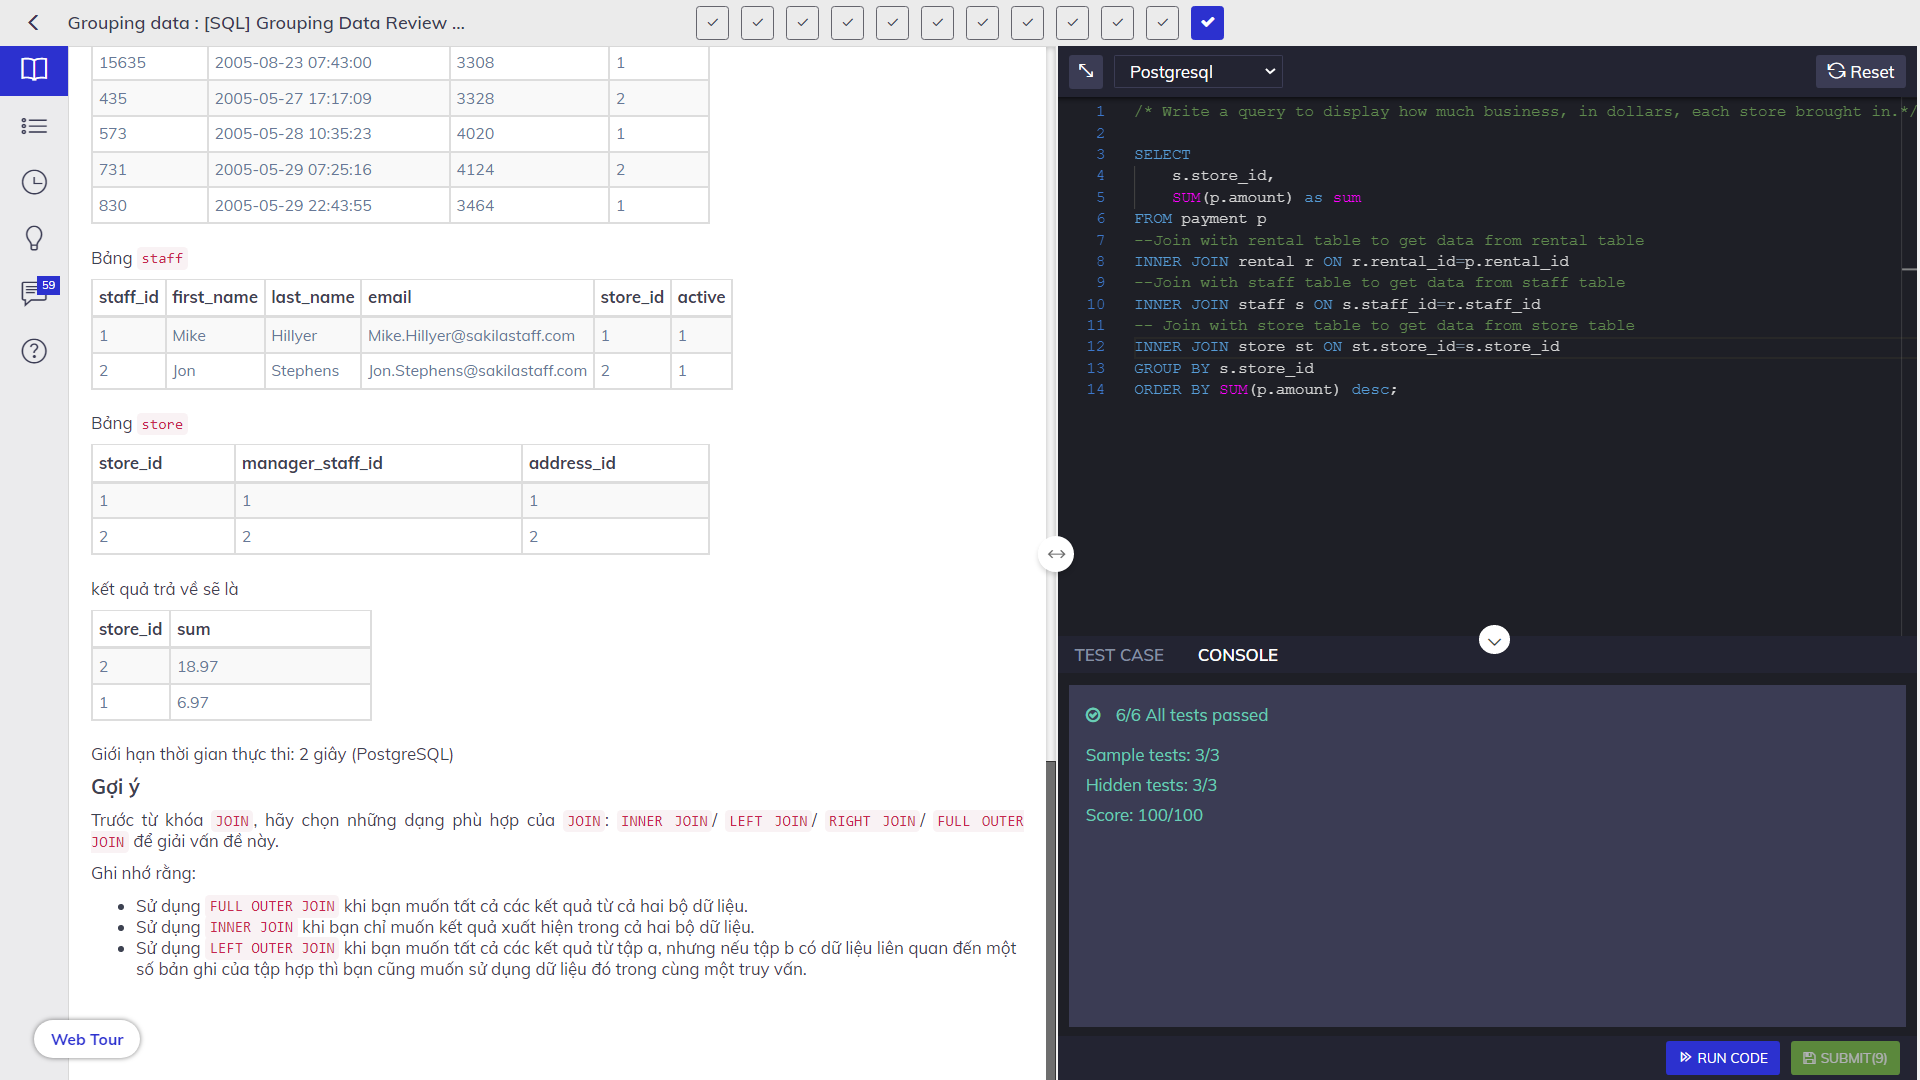 Grouping data : [SQL] Grouping Data Review ...
15635 2005-08-23 07:43:00 3308 1
435 2005-05-27 17:17:09 3328 2
573 2005-05-28 10:35:23 4020 1
731 2005-05-29 07:25:16 4124 2
830 2005-05-29 22:43:55 3464 1
59
Bảng staff
staff_id first_name last_name email store_id active
1 Mike Hillyer Mike.Hillyer@sakilastaff.com 1 1
2 Jon Stephens Jon.Stephens@sakilastaff.com 2 1
Bảng store
store_id manager_staff_id address_id
1 1 1
2 2 2
kết quả trả về sẽ là
store_id sum
2 18.97
1 6.97
Giới hạn thời gian thực thi: 2 giây (PostgreSQL)
Gợi ý
Trước từ khóa JOIN, hãy chọn những dạng phù hợp của JOIN: INNER JOIN/ LEFT JOIN/ RIGHT JOIN/ FULL OUTER
JOIN để giải vấn đề này.
Ghi nhớ rằng:
Sử dụng FULL OUTER JOIN khi bạn muốn tất cả các kết quả từ cả hai bộ dữ liệu.
Sử dụng INNER JOIN khi bạn chỉ muốn kết quả xuất hiện trong cả hai bộ dữ liệu.
Sử dụng LEFT OUTER JOIN khi bạn muốn tất cả các kết quả từ tập a, nhưng nếu tập b có dữ liệu liên quan đến một
số bản ghi của tập hợp thì bạn cũng muốn sử dụng dữ liệu đó trong cùng một truy vấn.
Web Tour
Postgresql
Reset
1 /* Write a query to display how much business, in dollars, each store brought in.*/
2
3 SELECT
4 s.store_id,
5 SUM(p.amount) as sum
6 FROM payment p
7 --Join with rental table to get data from rental table
8 INNER JOIN rental r ON r.rental_id=p.rental_id
9 --Join with staff table to get data from staff table
10 INNER JOIN staff s ON s.staff_id=r.staff_id
11 -- Join with store table to get data from store table
12 INNER JOIN store st ON st.store_id=s.store_id
13 GROUP BY s.store_id
14 ORDER BY SUM(p.amount) desc;
TEST CASE CONSOLE
6/6 All tests passed
Sample tests: 3/3
Hidden tests: 3/3
Score: 100/100
RUN CODE SUBMIT(9)